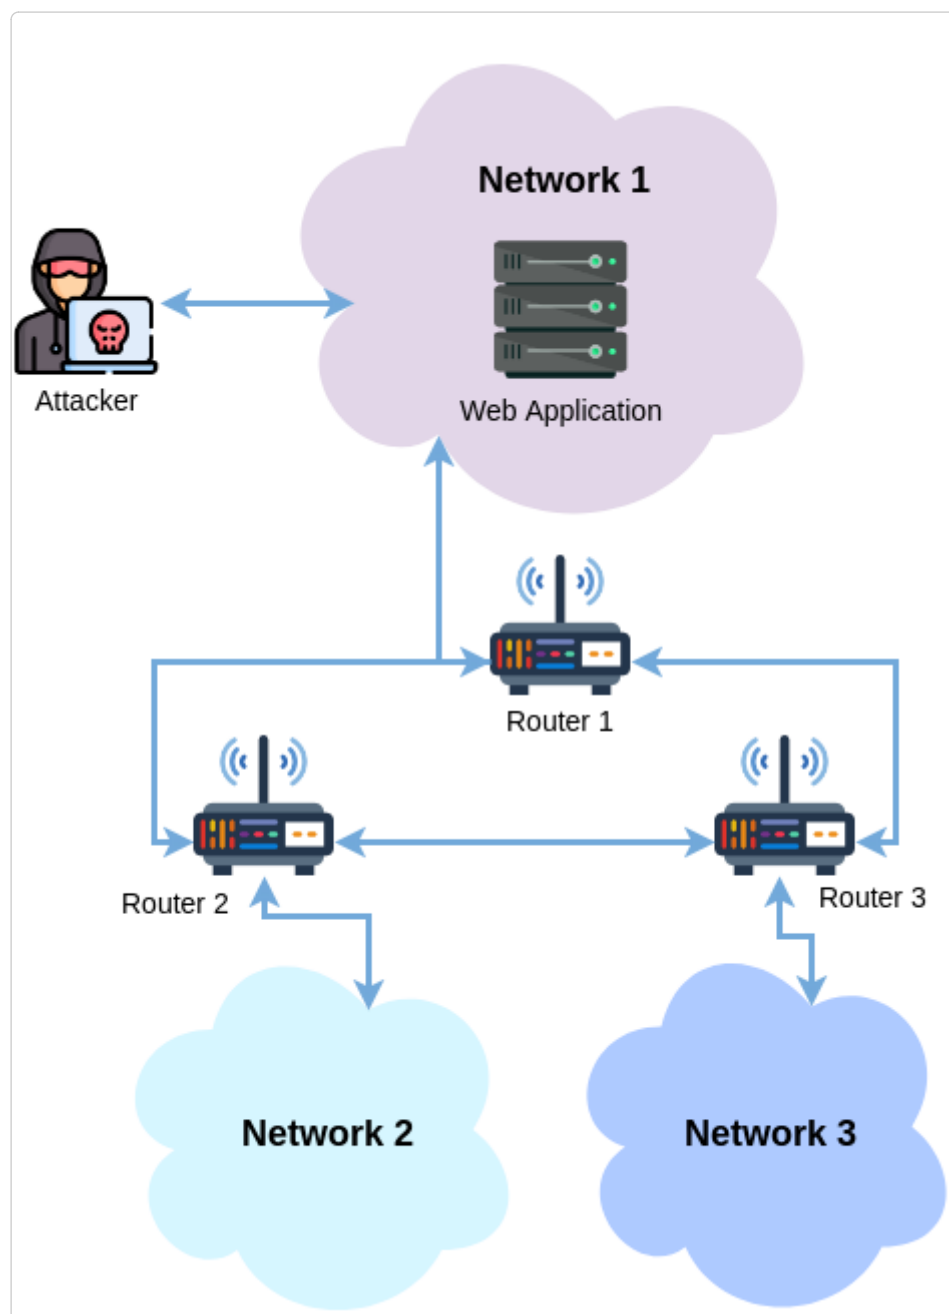 Network 1
Attacker
Web Application
Router 1
Router 2
Router 3
Network 2
Network 3